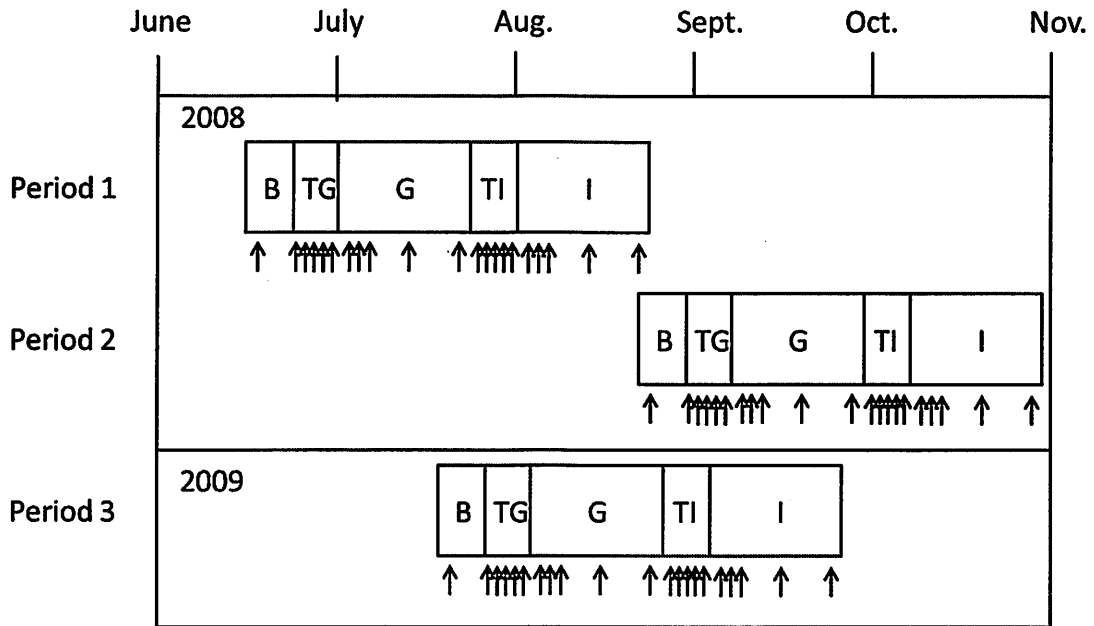 June July Aug. Sept. Oct. Nov.
2008
Period 1 B TG G TI I
Period 2 B TG G TI I
2009
Period 3 B TG G TI I